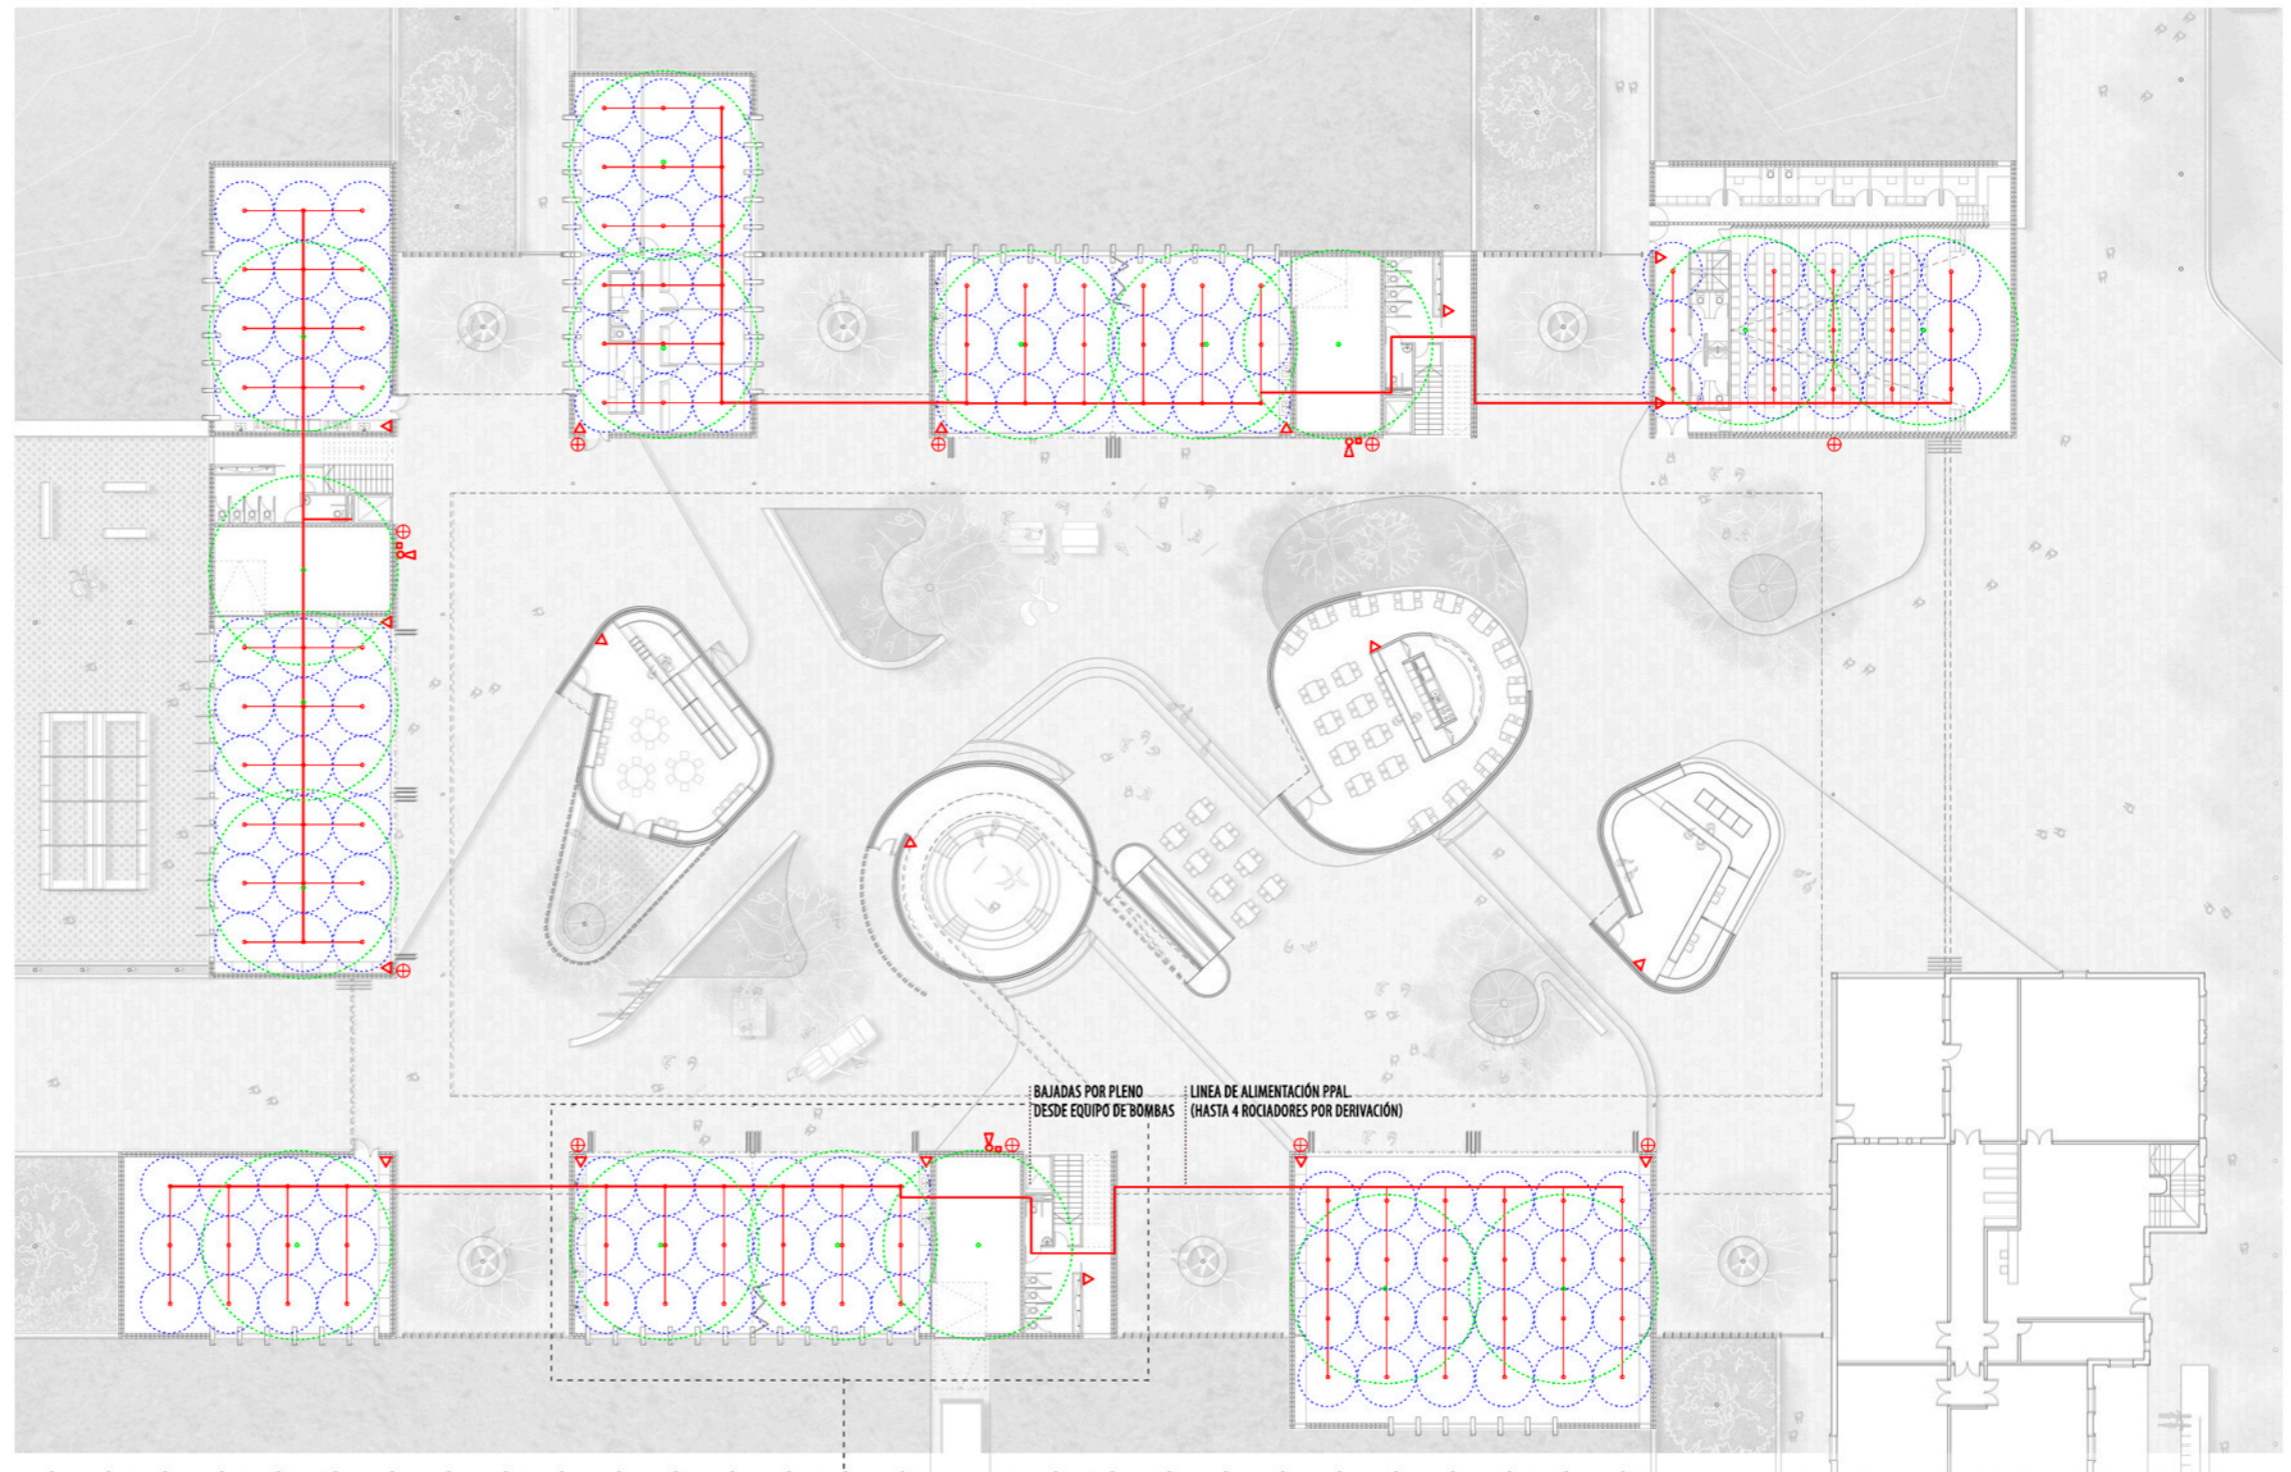 BAJADAS POR PLENO
DESDE EQUIPO DE BOMBAS
LINEA DE ALIMENTACIÓN PPAL.
(HASTA 4 ROCIADORES POR DERIVACIÓN)